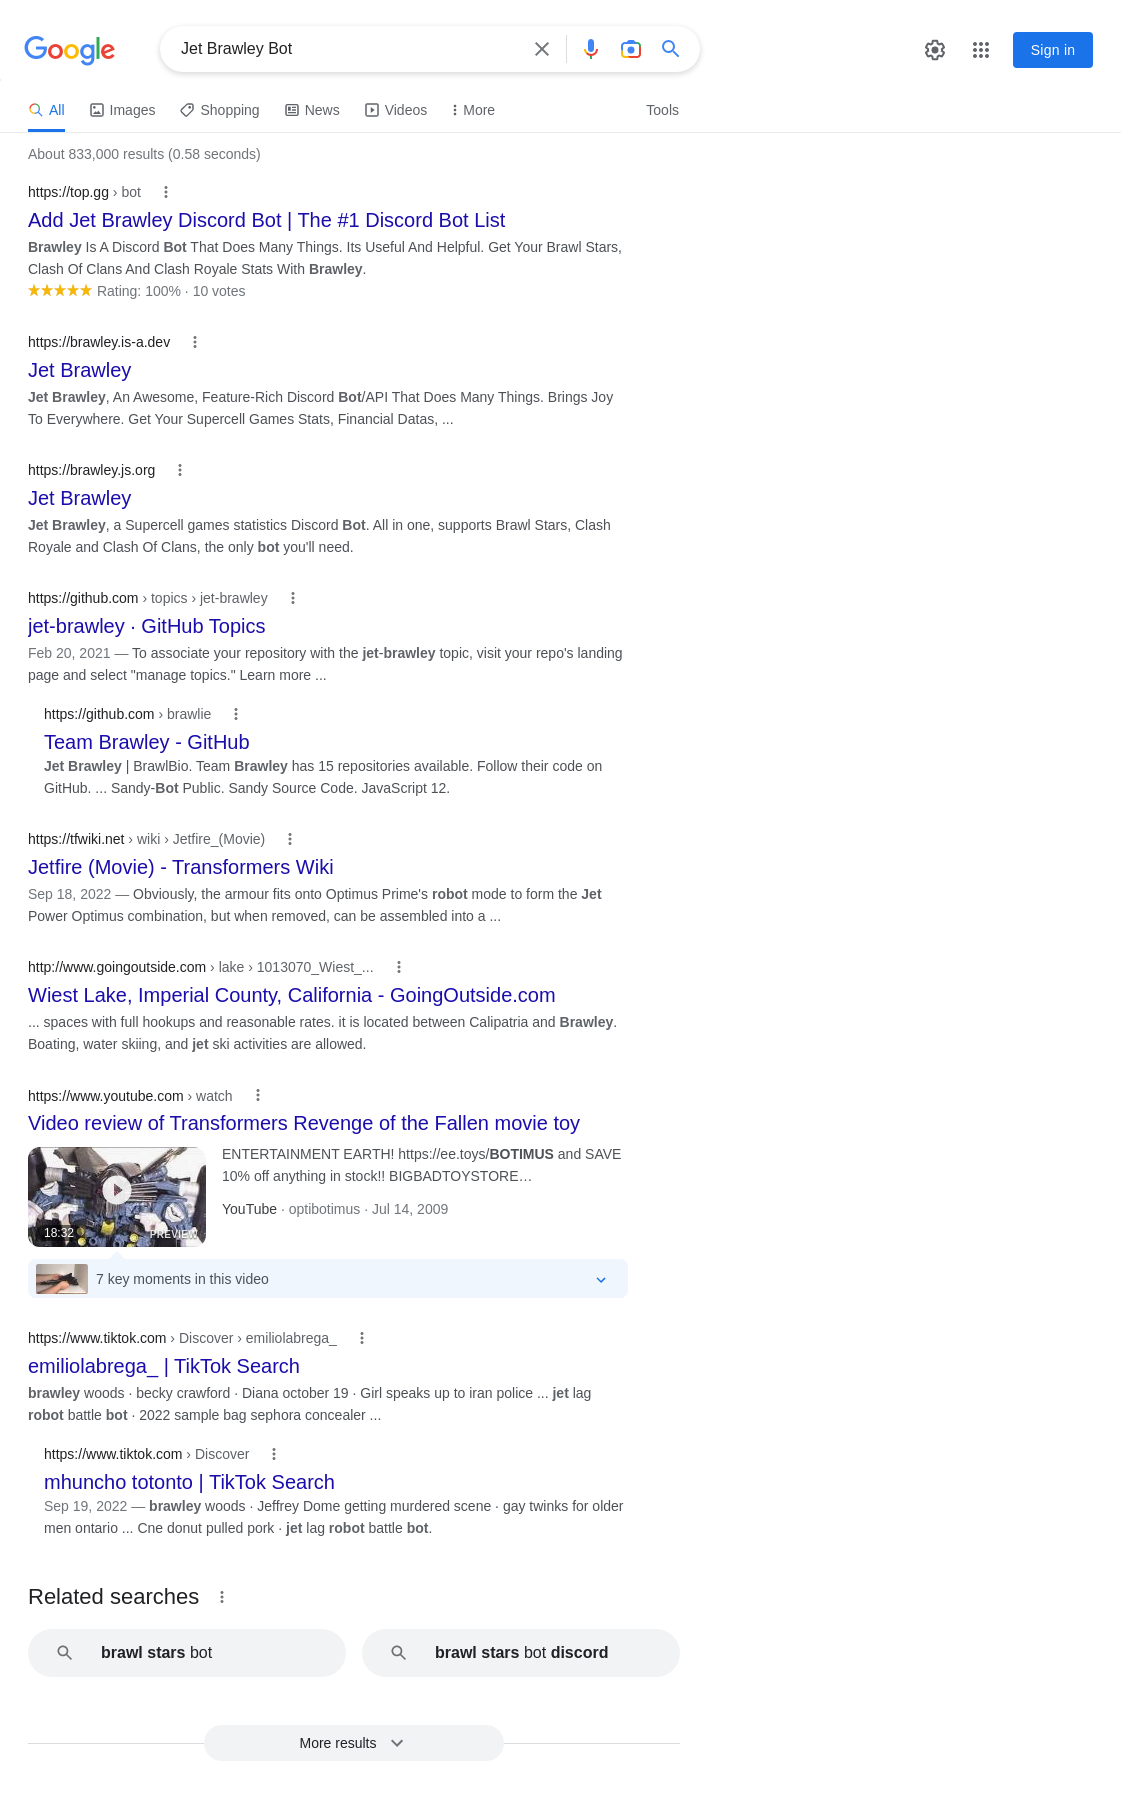 Google
Jet Brawley Bot
Sign in
All Images Shopping News Videos More Tools
About 833,000 results (0.58 seconds)
https://top.gg › bot
Add Jet Brawley Discord Bot | The #1 Discord Bot List
Brawley Is A Discord Bot That Does Many Things. Its Useful And Helpful. Get Your Brawl Stars,
Clash Of Clans And Clash Royale Stats With Brawley.
Rating: 100% · 10 votes
https://brawley.is-a.dev
Jet Brawley
Jet Brawley, An Awesome, Feature-Rich Discord Bot/API That Does Many Things. Brings Joy
To Everywhere. Get Your Supercell Games Stats, Financial Datas, ...
https://brawley.js.org
Jet Brawley
Jet Brawley, a Supercell games statistics Discord Bot. All in one, supports Brawl Stars, Clash
Royale and Clash Of Clans, the only bot you'll need.
https://github.com › topics › jet-brawley
jet-brawley · GitHub Topics
Feb 20, 2021 — To associate your repository with the jet-brawley topic, visit your repo's landing
page and select "manage topics." Learn more ...
https://github.com › brawlie
Team Brawley - GitHub
Jet Brawley | BrawlBio. Team Brawley has 15 repositories available. Follow their code on
GitHub. ... Sandy-Bot Public. Sandy Source Code. JavaScript 12.
https://tfwiki.net › wiki › Jetfire_(Movie)
Jetfire (Movie) - Transformers Wiki
Sep 18, 2022 — Obviously, the armour fits onto Optimus Prime's robot mode to form the Jet
Power Optimus combination, but when removed, can be assembled into a ...
http://www.goingoutside.com › lake › 1013070_Wiest_...
Wiest Lake, Imperial County, California - GoingOutside.com
... spaces with full hookups and reasonable rates. it is located between Calipatria and Brawley.
Boating, water skiing, and jet ski activities are allowed.
https://www.youtube.com › watch
Video review of Transformers Revenge of the Fallen movie toy
ENTERTAINMENT EARTH! https://ee.toys/BOTIMUS and SAVE
10% off anything in stock!! BIGBADTOYSTORE…
YouTube · optibotimus · Jul 14, 2009
18:32 PREVIEW
7 key moments in this video
https://www.tiktok.com › Discover › emiliolabrega_
emiliolabrega_ | TikTok Search
brawley woods · becky crawford · Diana october 19 · Girl speaks up to iran police ... jet lag
robot battle bot · 2022 sample bag sephora concealer ...
https://www.tiktok.com › Discover
mhuncho totonto | TikTok Search
Sep 19, 2022 — brawley woods · Jeffrey Dome getting murdered scene · gay twinks for older
men ontario ... Cne donut pulled pork · jet lag robot battle bot.
Related searches
brawl stars bot
brawl stars bot discord
More results